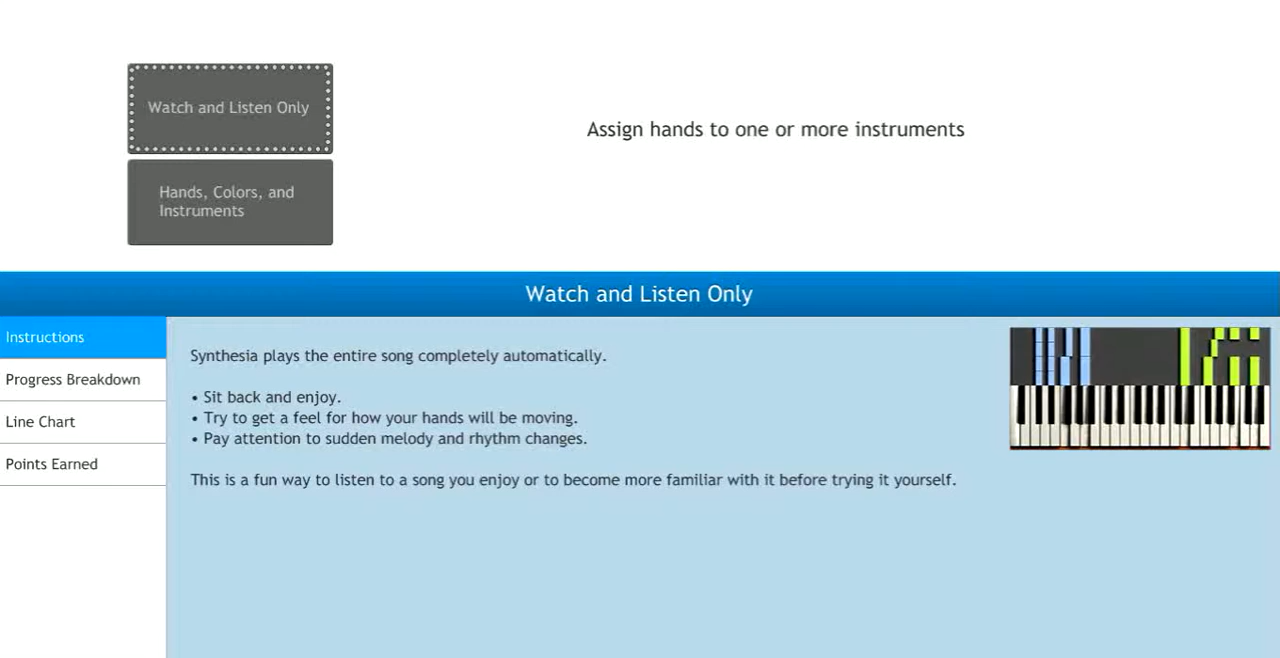 Watch and Listen Only
Assign hands to one or more instruments
Hands, Colors, and
Instruments
Watch and Listen Only
Instructions
Progress Breakdown
Line Chart
Points Earned
Synthesia plays the entire song completely automatically.
• Sit back and enjoy.
• Try to get a feel for how your hands will be moving.
• Pay attention to sudden melody and rhythm changes.
This is a fun way to listen to a song you enjoy or to become more familiar with it before trying it yourself.